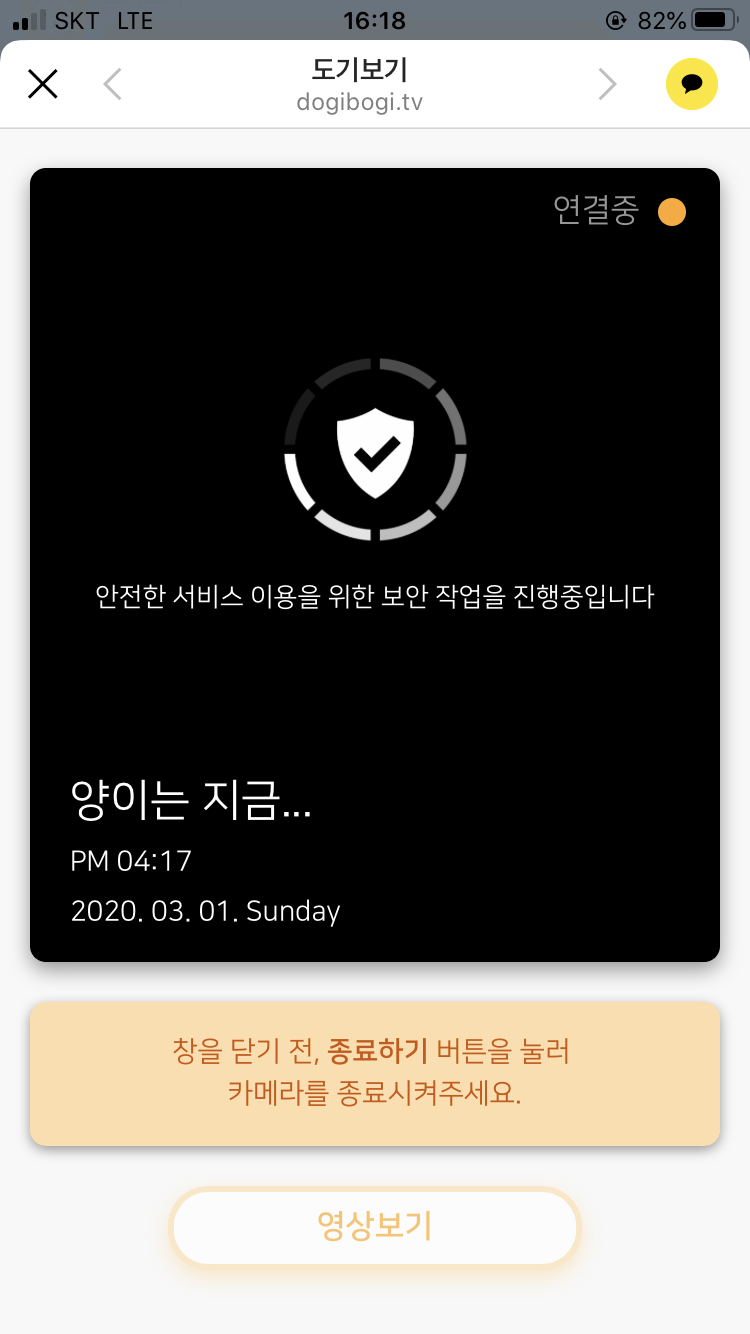 SKT LTE 16:18 82%
도기보기
dogibogi.tv
연결중
안전한 서비스 이용을 위한 보안 작업을 진행중입니다
양이는 지금...
PM 04:17
2020. 03. 01. Sunday
창을 닫기 전, 종료하기 버튼을 눌러
카메라를 종료시켜주세요.
영상보기